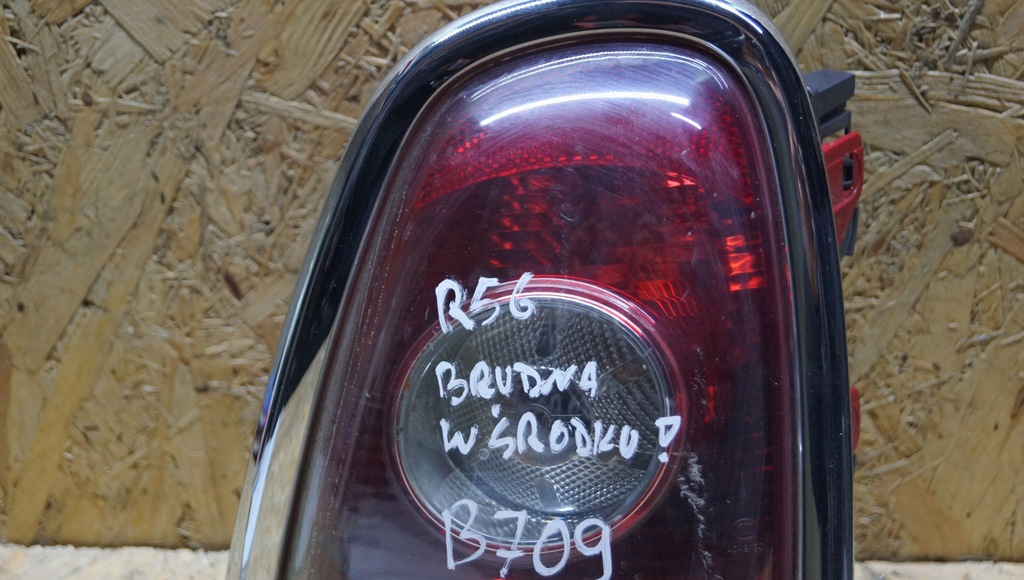 R56
BRUDNA
W ŚRODKU!
B709